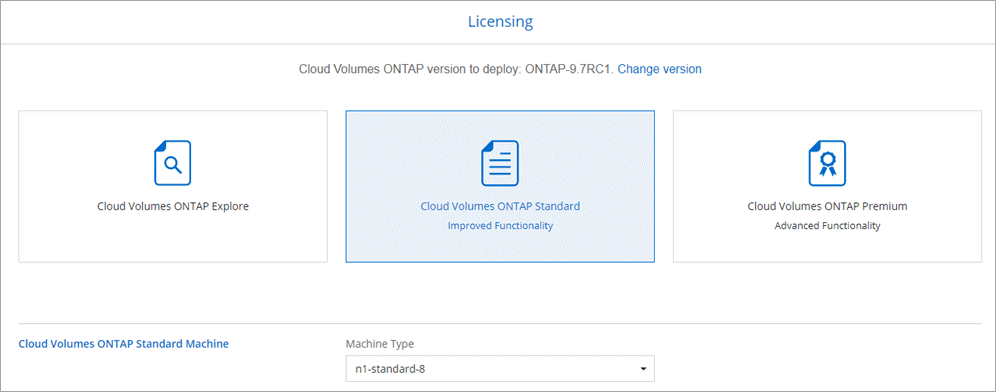 Licensing
Cloud Volumes ONTAP version to deploy: ONTAP-9.7RC1. Change version
Cloud Volumes ONTAP Explore
Cloud Volumes ONTAP Standard
Improved Functionality
Cloud Volumes ONTAP Premium
Advanced Functionality
Cloud Volumes ONTAP Standard Machine
Machine Type
n1-standard-8